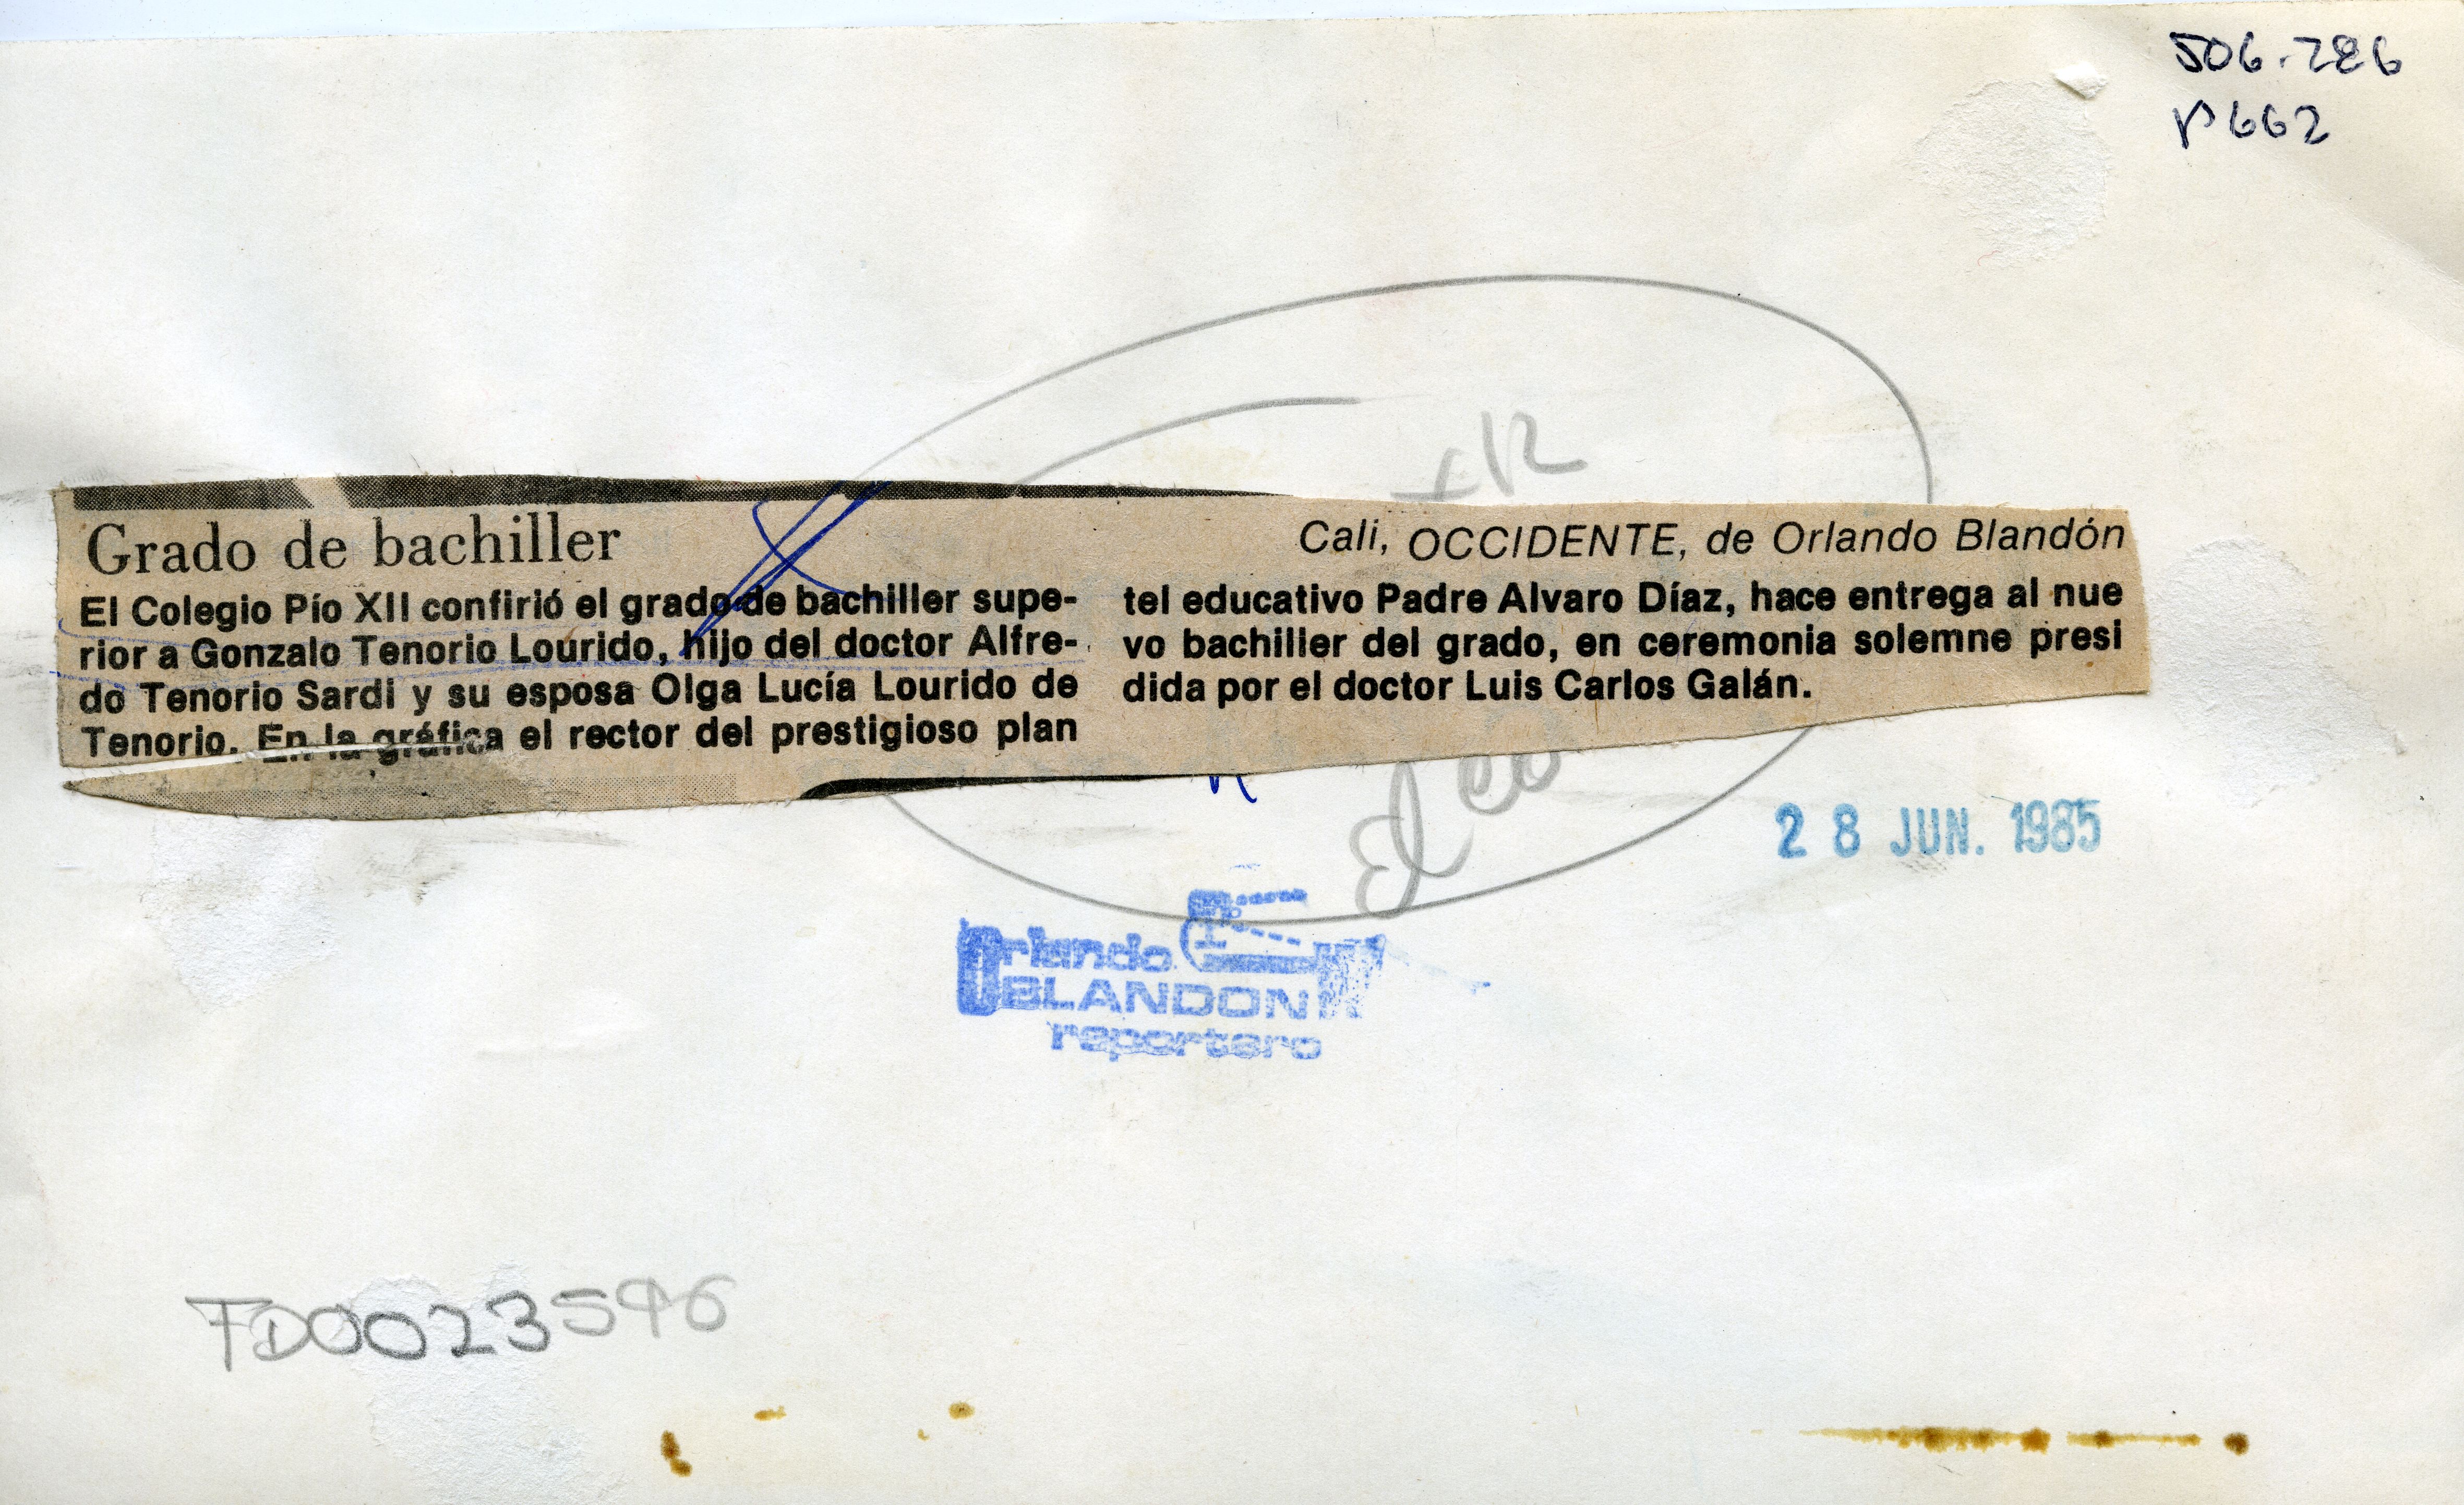 506-286
P662
+12
Grado de bachiller
Cali, OCCIDENTE, de Orlando Blandón
El Colegio Pío XII confirió el grado de bachiller supe-
rior a Gonzalo Tenorio Lourido, hijo del doctor Alfre-
do Tenorio Sardi y su esposa Olga Lucía Lourido de
Tenorio. En la gráfica el rector del prestigioso plan
tel educativo Padre Alvaro Díaz, hace entrega al nue
vo bachiller del grado, en ceremonia solemne presi
dida por el doctor Luis Carlos Galán.
El
28 JUN. 1985
Orlando
BLANDON
reportero
FD0023596